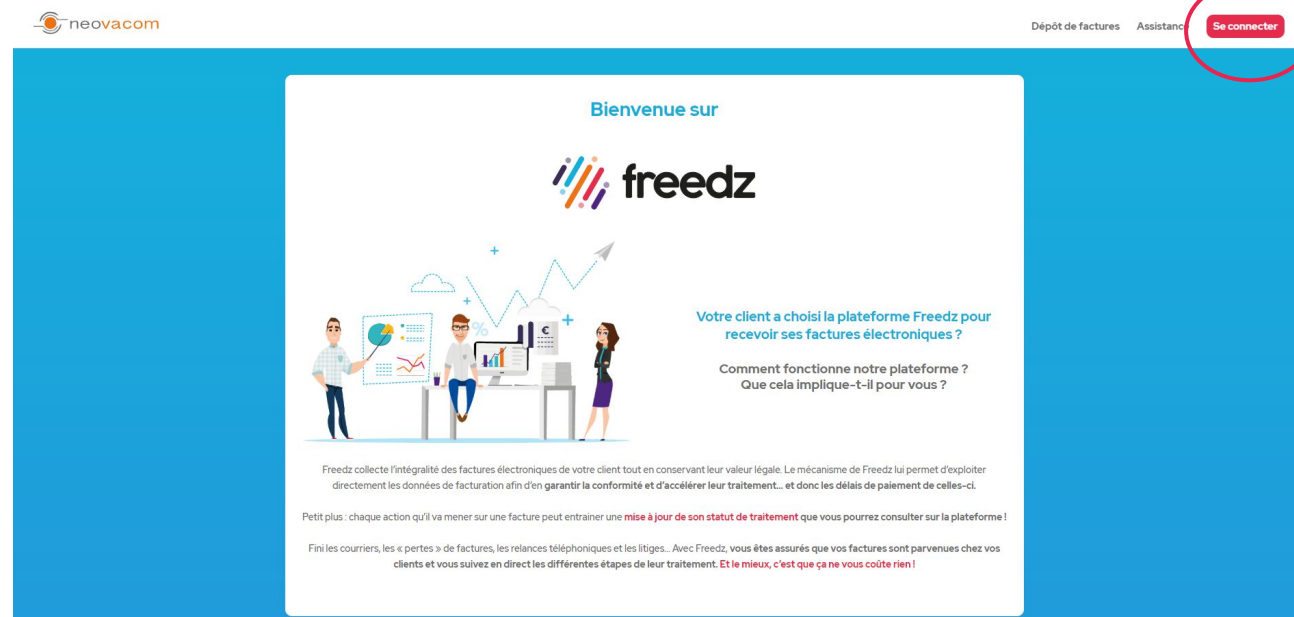 neovacom
Dépôt de factures Assistance Se connecter
Bienvenue sur
freedz
%
€
Votre client a choisi la plateforme Freedz pour
recevoir ses factures électroniques ?
Comment fonctionne notre plateforme ?
Que cela implique-t-il pour vous ?
Freedz collecte l'intégralité des factures électroniques de votre client tout en conservant leur valeur légale. Le mécanisme de Freedz lui permet d'exploiter
directement les données de facturation afin d'en garantir la conformité et d'accélérer leur traitement... et donc les délais de paiement de celles-ci.
Petit plus : chaque action qu'il va mener sur une facture peut entrainer une mise à jour de son statut de traitement que vous pourrez consulter sur la plateforme !
Fini les courriers, les « pertes » de factures, les relances téléphoniques et les litiges... Avec Freedz, vous êtes assurés que vos factures sont parvenues chez vos
clients et vous suivez en direct les différentes étapes de leur traitement. Et le mieux, c'est que ça ne vous coûte rien !